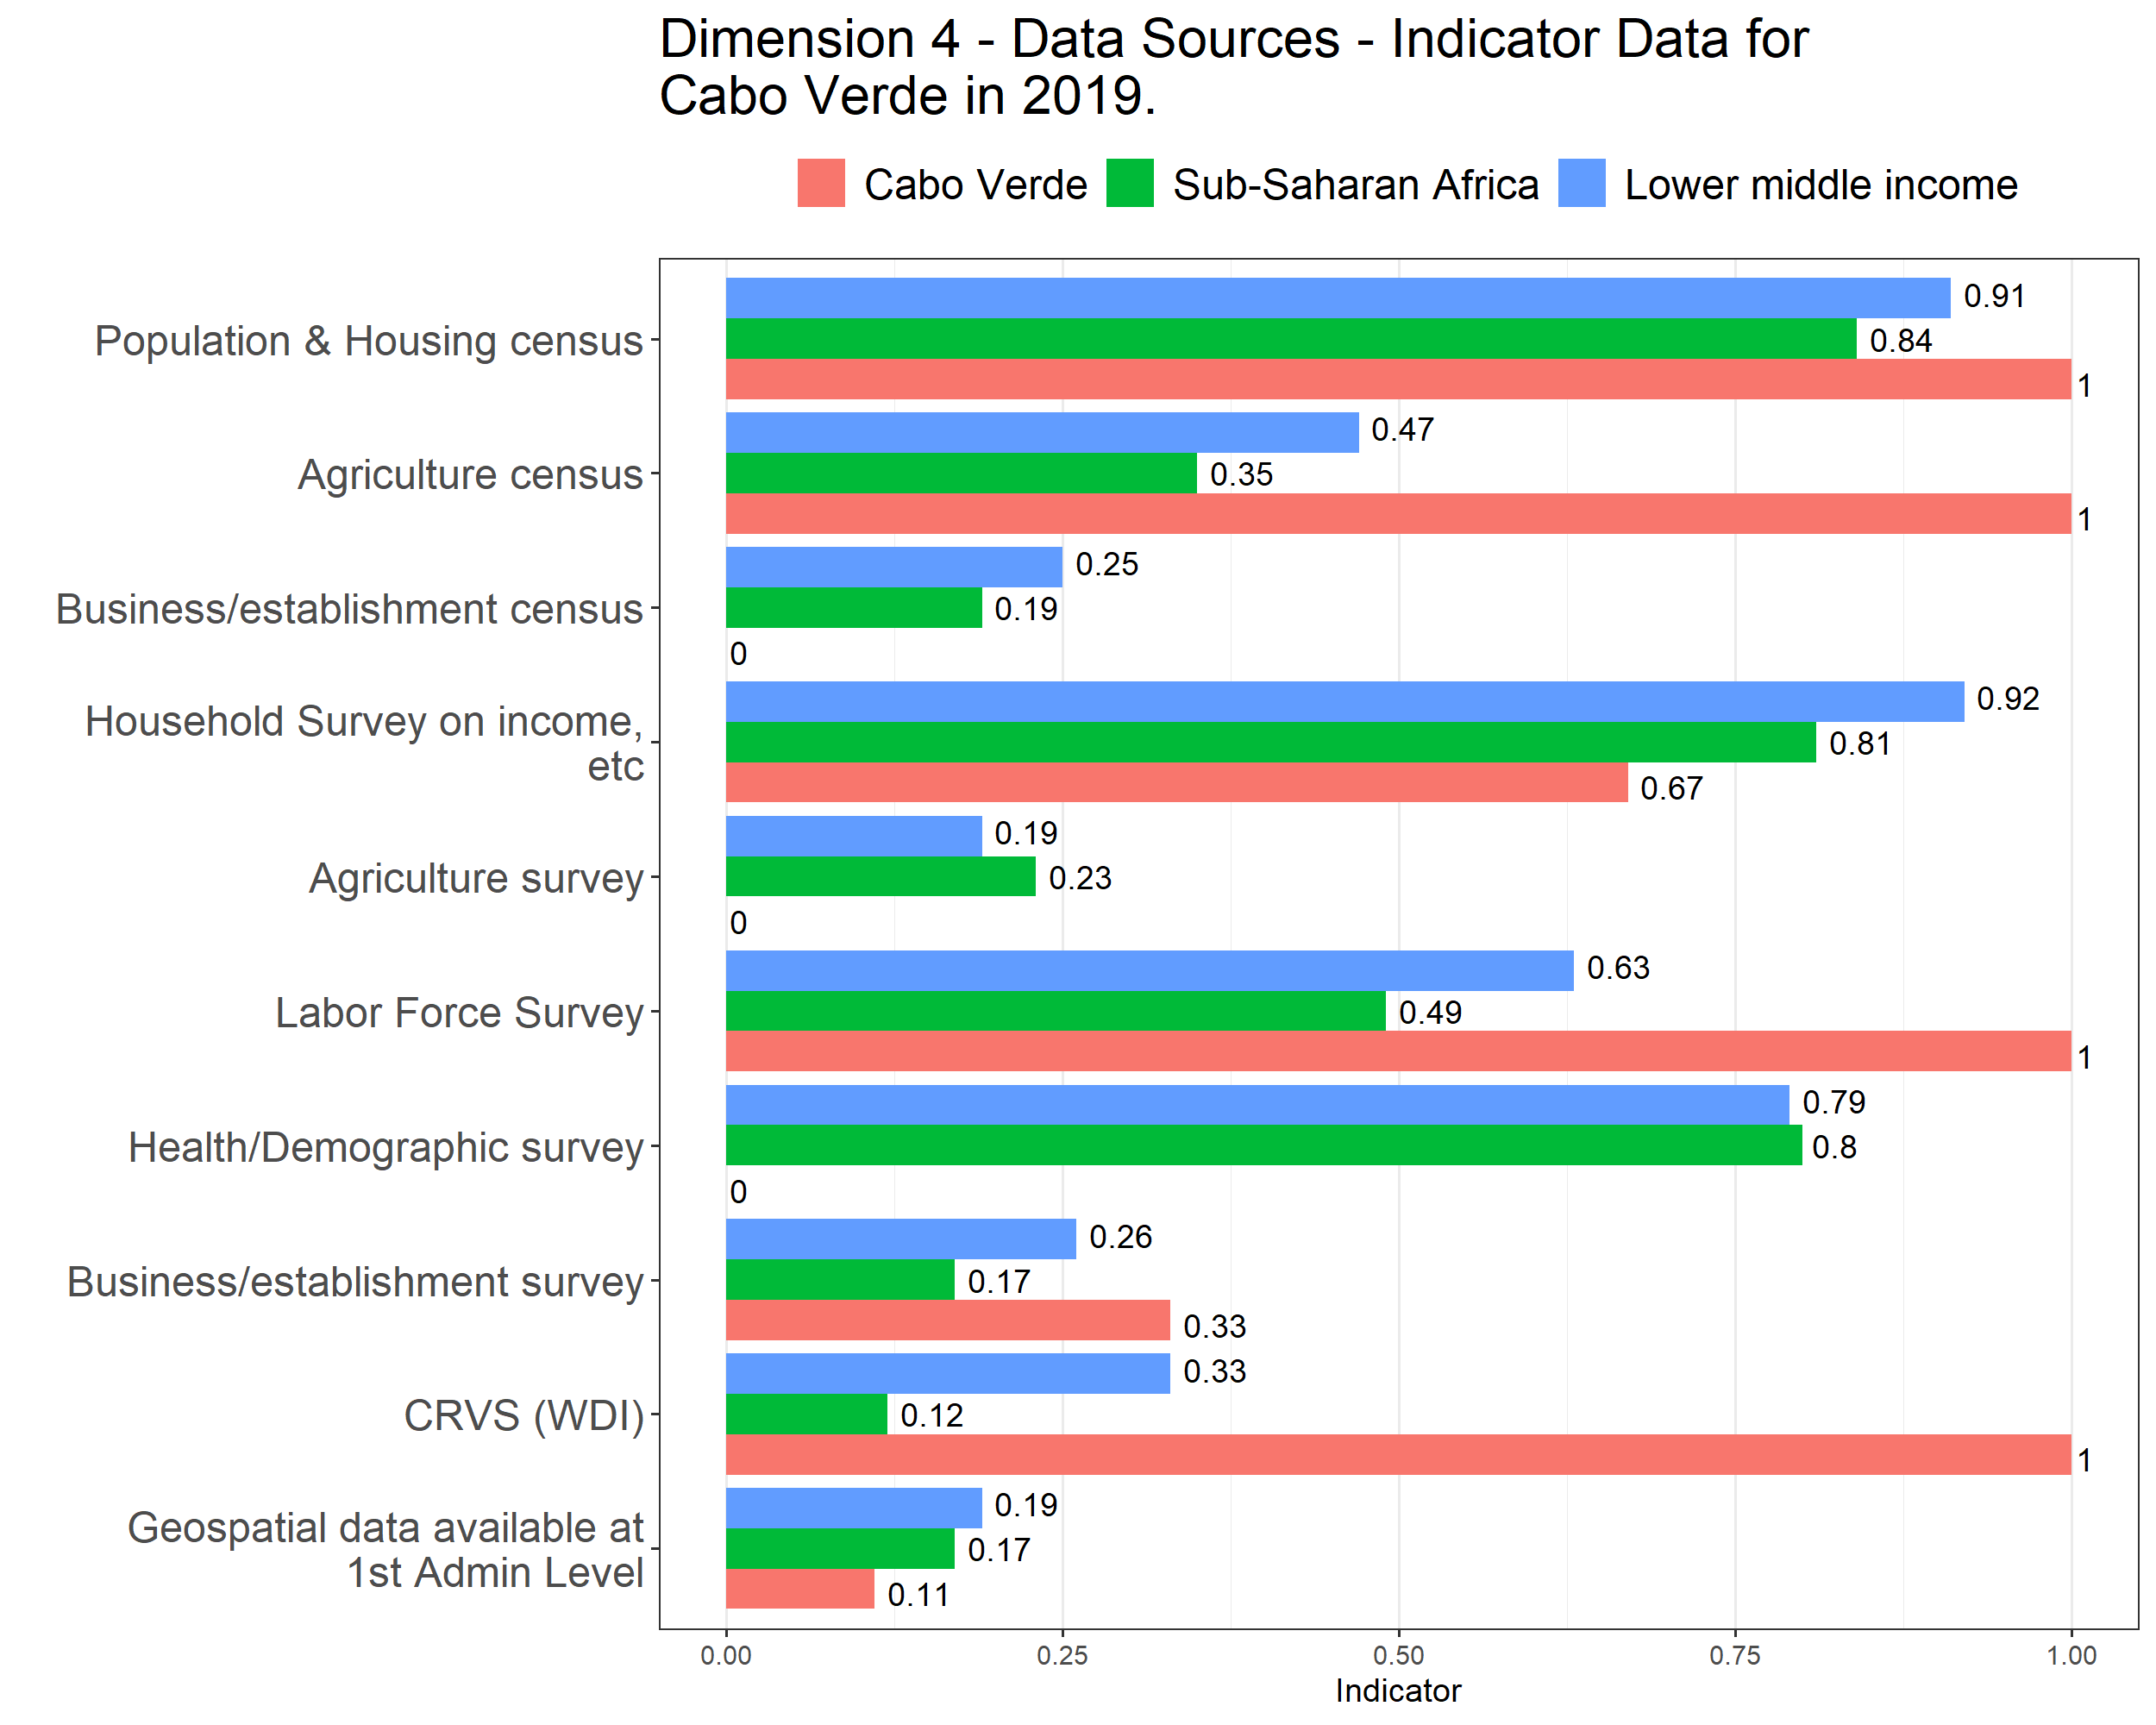 Dimension 4 - Data Sources - Indicator Data for
Cabo Verde in 2019.
Cabo Verde Sub-Saharan Africa Lower middle income
Population & Housing census
0.91
0.84
1
Agriculture census
0.47
0.35
1
Business/establishment census
0.25
0.19
0
Household Survey on income,
etc
0.92
0.81
0.67
Agriculture survey
0.19
0.23
0
Labor Force Survey
0.63
0.49
1
Health/Demographic survey
0.79
0.8
0
Business/establishment survey
0.26
0.17
0.33
CRVS (WDI)
0.33
0.12
1
Geospatial data available at
1st Admin Level
0.19
0.17
0.11
0.00 0.25 0.50 0.75 1.00
Indicator